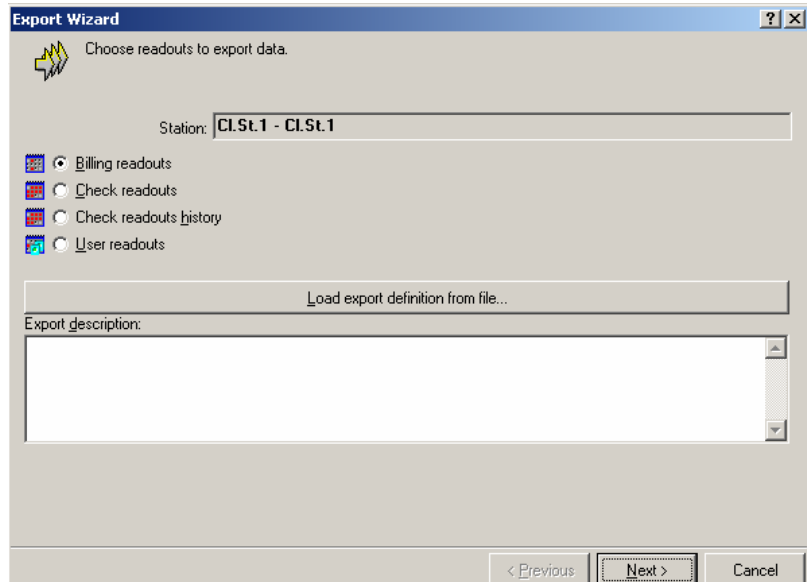 Export Wizard
Choose readouts to export data.
Station: Cl.St.1 - Cl.St.1
Billing readouts
Check readouts
Check readouts history
User readouts
Load export definition from file...
Export description:
< Previous Next > Cancel